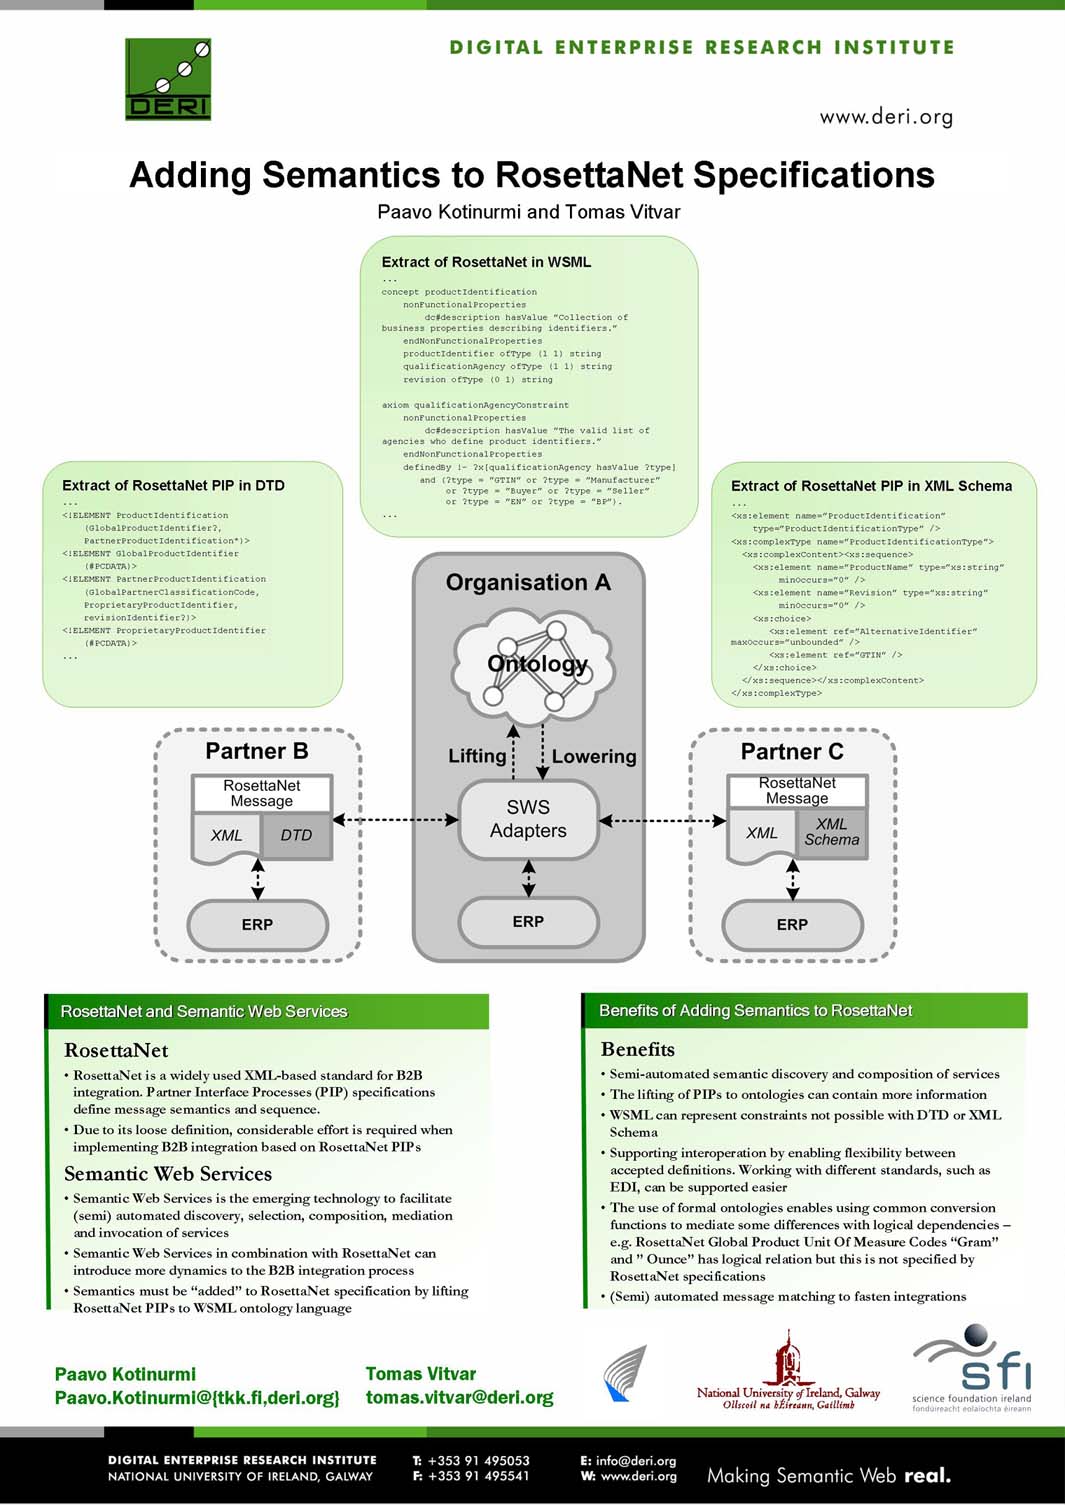 DERI
DIGITAL ENTERPRISE RESEARCH INSTITUTE
www.deri.org
Adding Semantics to RosettaNet Specifications
Paavo Kotinurmi and Tomas Vitvar
Extract of RosettaNet in WSML
...
concept productIdentification
nonFunctionalProperties
dc#description hasValue "Collection of
business properties describing identifiers."
endNonFunctionalProperties
productIdentifier ofType (1 1) string
qualificationAgency ofType (1 1) string
revision ofType (0 1) string
axiom qualificationAgencyConstraint
nonFunctionalProperties
dc#description hasValue "The valid list of
agencies who define product identifiers."
endNonFunctionalProperties
definedBy !- ?x[qualificationAgency hasValue ?type]
and (?type = "GTIN" or ?type = "Manufacturer"
or ?type = "Buyer" or ?type = "Seller"
or ?type = "EN" or ?type = "BP").
...
Extract of RosettaNet PIP in DTD
...
<!ELEMENT ProductIdentification
(GlobalProductIdentifier?,
PartnerProductIdentification*)>
<!ELEMENT GlobalProductIdentifier
(#PCDATA)>
<!ELEMENT PartnerProductIdentification
(GlobalPartnerClassificationCode,
ProprietaryProductIdentifier,
revisionIdentifier?)>
<!ELEMENT ProprietaryProductIdentifier
(#PCDATA)>
...
Extract of RosettaNet PIP in XML Schema
...
<xs:element name="ProductIdentification"
type="ProductIdentificationType" />
<xs:complexType name="ProductIdentificationType">
<xs:complexContent><xs:sequence>
<xs:element name="ProductName" type="xs:string"
minOccurs="0" />
<xs:element name="Revision" type="xs:string"
minOccurs="0" />
<xs:choice>
<xs:element ref="AlternativeIdentifier"
maxOccurs="unbounded" />
<xs:element ref="GTIN" />
</xs:choice>
</xs:sequence></xs:complexContent>
</xs:complexType>
Organisation A
Ontology
Lifting
Lowering
SWS
Adapters
ERP
Partner B
RosettaNet
Message
XML
DTD
ERP
Partner C
RosettaNet
Message
XML
XML
Schema
ERP
RosettaNet and Semantic Web Services
RosettaNet
• RosettaNet is a widely used XML-based standard for B2B
integration. Partner Interface Processes (PIP) specifications
define message semantics and sequence.
• Due to its loose definition, considerable effort is required when
implementing B2B integration based on RosettaNet PIPs
Semantic Web Services
• Semantic Web Services is the emerging technology to facilitate
(semi) automated discovery, selection, composition, mediation
and invocation of services
• Semantic Web Services in combination with RosettaNet can
introduce more dynamics to the B2B integration process
• Semantics must be “added” to RosettaNet specification by lifting
RosettaNet PIPs to WSML ontology language
Benefits of Adding Semantics to RosettaNet
Benefits
• Semi-automated semantic discovery and composition of services
• The lifting of PIPs to ontologies can contain more information
• WSML can represent constraints not possible with DTD or XML
Schema
• Supporting interoperation by enabling flexibility between
accepted definitions. Working with different standards, such as
EDI, can be supported easier
• The use of formal ontologies enables using common conversion
functions to mediate some differences with logical dependencies –
e.g. RosettaNet Global Product Unit Of Measure Codes “Gram”
and ” Ounce” has logical relation but this is not specified by
RosettaNet specifications
• (Semi) automated message matching to fasten integrations
Paavo Kotinurmi
Paavo.Kotinurmi@{tkk.fi,deri.org}
Tomas Vitvar
tomas.vitvar@deri.org
National University of Ireland, Galway
Ollscoil na hÉireann, Gaillimh
sfi
science foundation ireland
fondúireacht eolaíochta éireann
DIGITAL ENTERPRISE RESEARCH INSTITUTE
NATIONAL UNIVERSITY OF IRELAND, GALWAY
T: +353 91 495053
F: +353 91 495541
E: info@deri.org
W: www.deri.org
Making Semantic Web real.